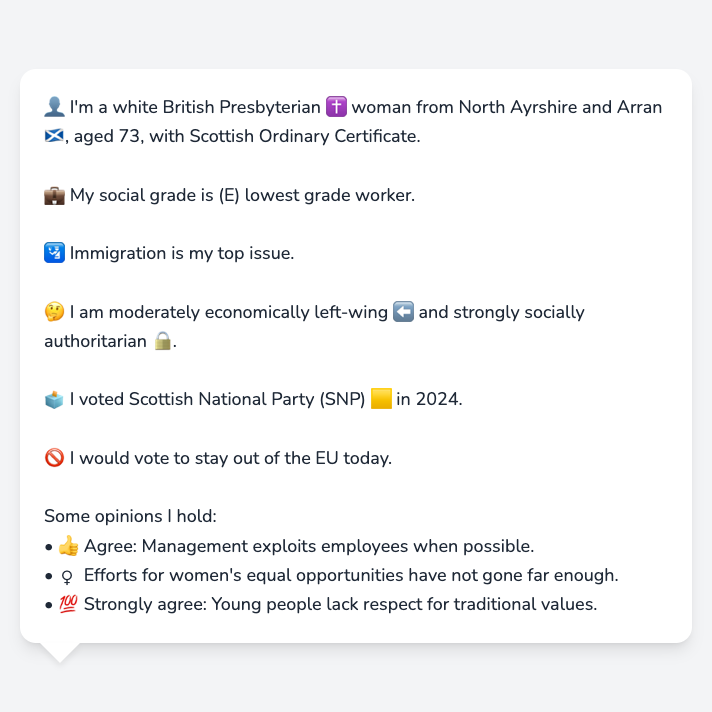 👤 I'm a white British Presbyterian ✝️ woman from North Ayrshire and Arran
🏴󠁧󠁢󠁳󠁣󠁴󠁿, aged 73, with Scottish Ordinary Certificate.
💼 My social grade is (E) lowest grade worker.
🛂 Immigration is my top issue.
🤔 I am moderately economically left-wing ⬅️ and strongly socially
authoritarian 🔒.
🗳️ I voted Scottish National Party (SNP) 🟨 in 2024.
🚫 I would vote to stay out of the EU today.
Some opinions I hold:
• 👍 Agree: Management exploits employees when possible.
• ♀ Efforts for women's equal opportunities have not gone far enough.
• 💯 Strongly agree: Young people lack respect for traditional values.